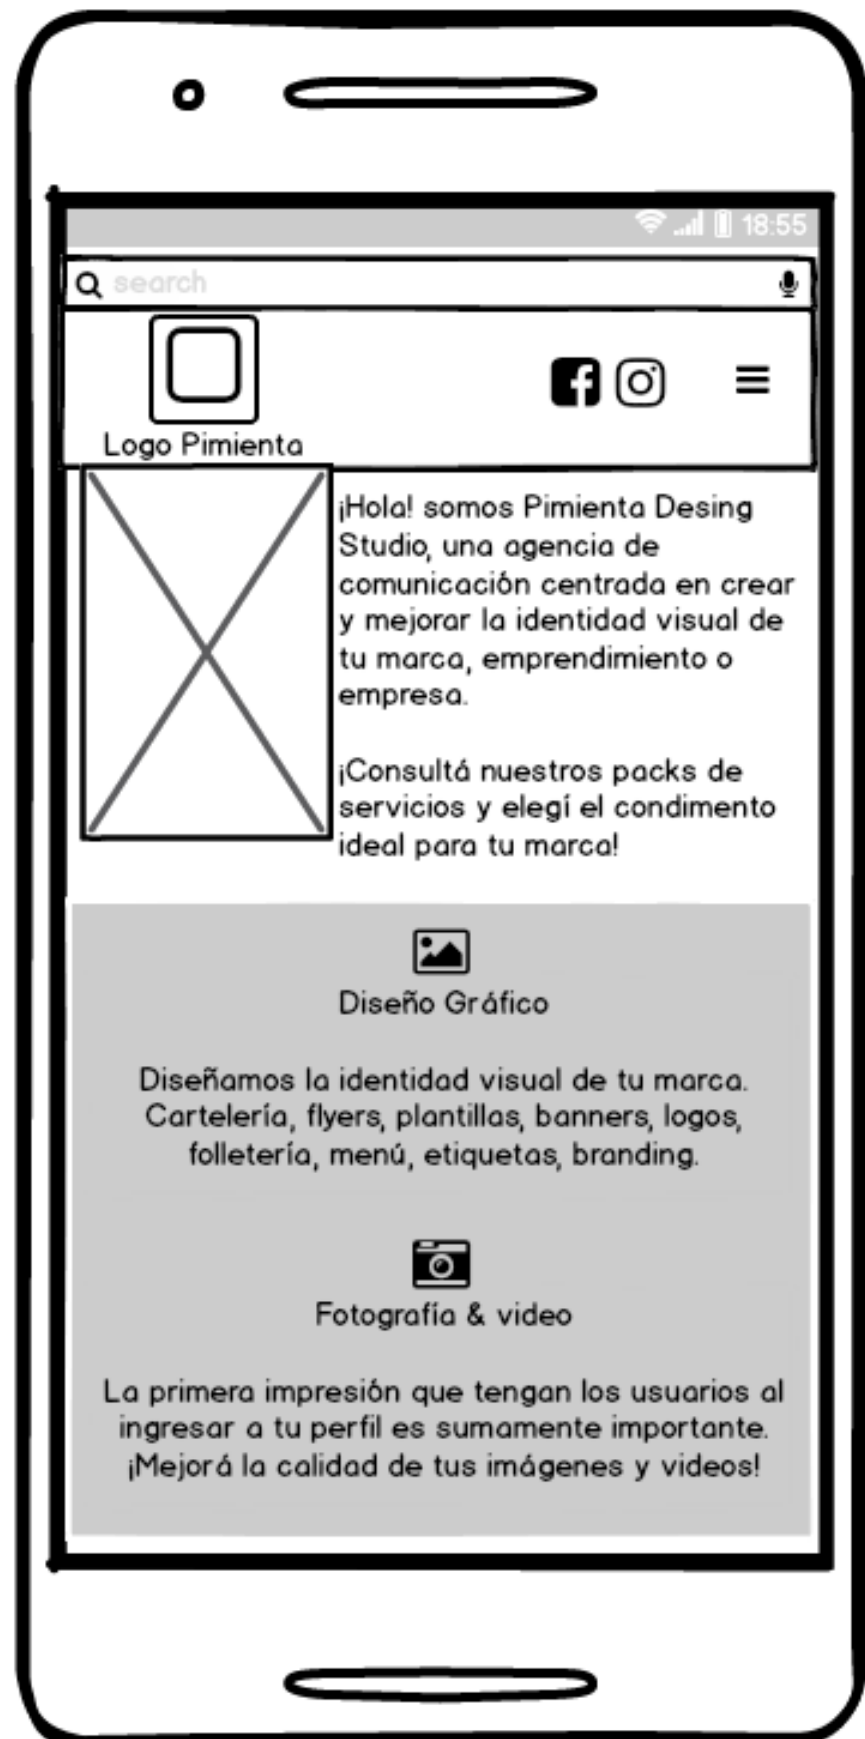 18:55
search
Logo Pimienta
¡Hola! somos Pimienta Desing
Studio, una agencia de
comunicación centrada en crear
y mejorar la identidad visual de
tu marca, emprendimiento o
empresa.
¡Consultá nuestros packs de
servicios y elegí el condimento
ideal para tu marca!
Diseño Gráfico
Diseñamos la identidad visual de tu marca.
Cartelería, flyers, plantillas, banners, logos,
folletería, menú, etiquetas, branding.
Fotografía & video
La primera impresión que tengan los usuarios al
ingresar a tu perfil es sumamente importante.
¡Mejorá la calidad de tus imágenes y videos!